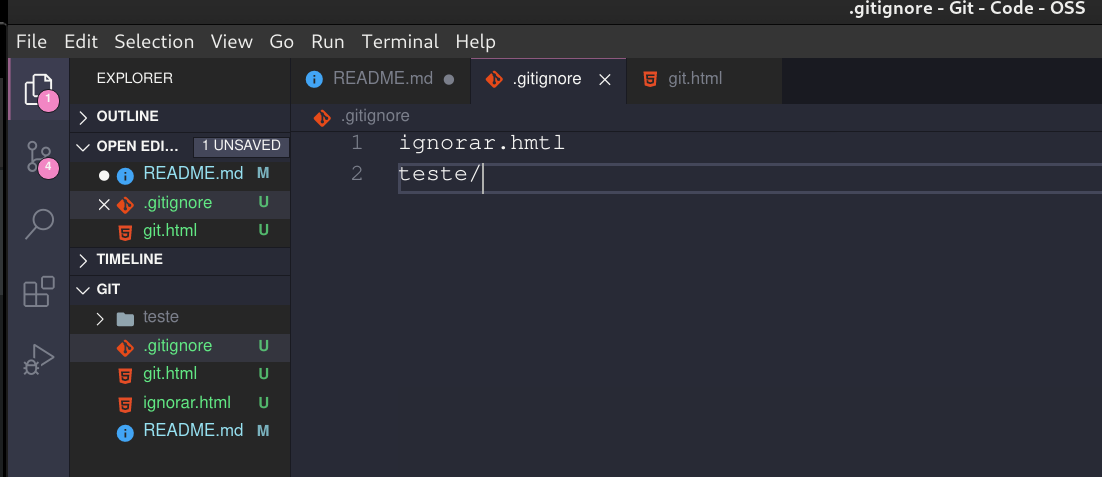 .gitignore - Git - Code - OSS
File Edit Selection View Go Run Terminal Help
1
4
EXPLORER
OUTLINE
OPEN EDI... 1 UNSAVED
README.md M
.gitignore U
git.html U
TIMELINE
GIT
teste
.gitignore U
git.html U
ignorar.html U
README.md M
README.md .gitignore git.html
.gitignore
1 ignorar.hmtl
2 teste/